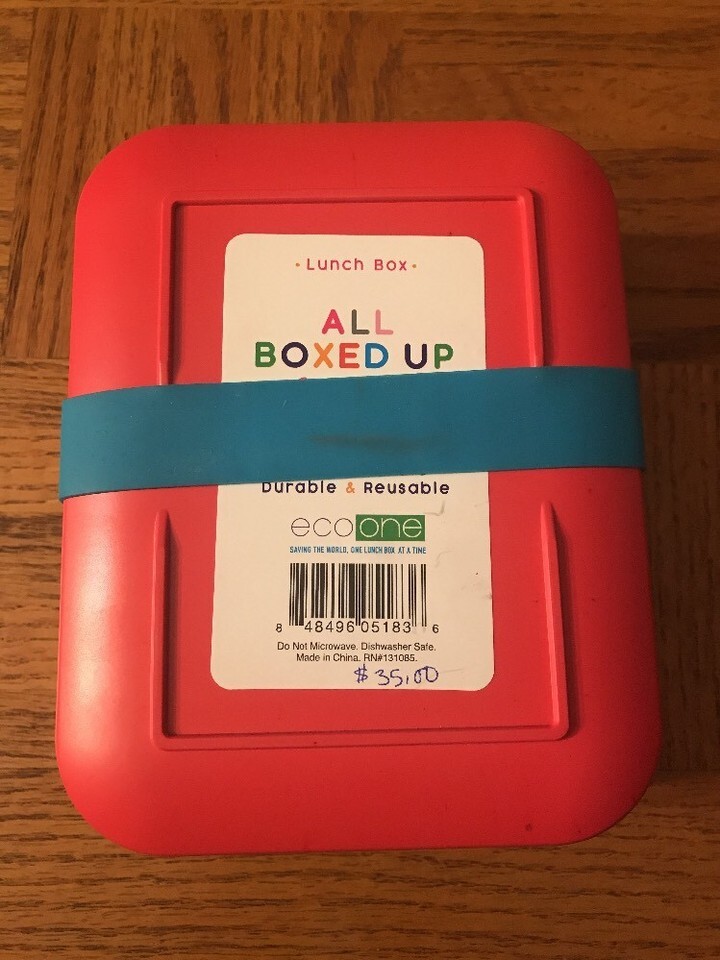 • Lunch Box •
ALL
BOXED UP
Durable & Reusable
ecoone
SAVING THE WORLD, ONE LUNCH BOX AT A TIME
8 48496 05183 6
Do Not Microwave. Dishwasher Safe.
Made in China. RN#131085.
$35.00